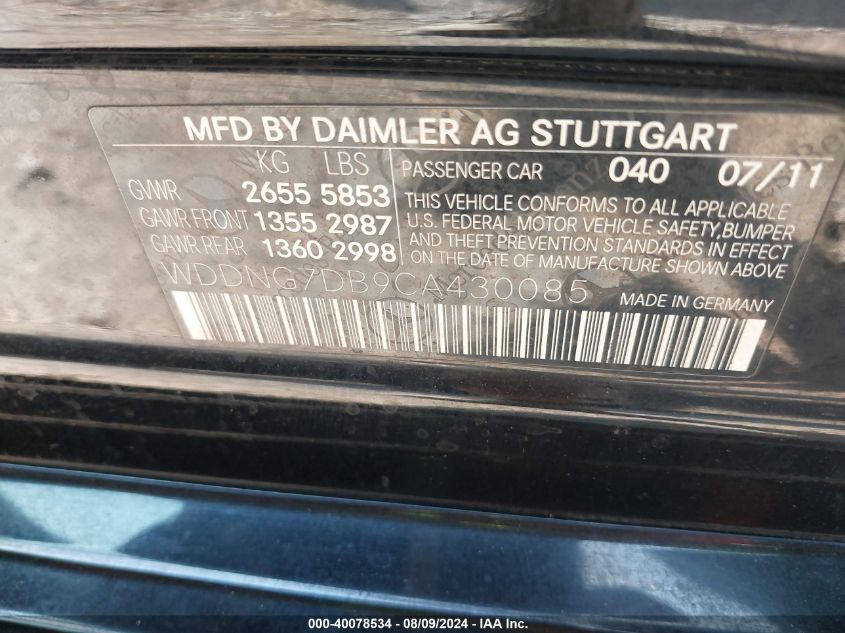 MFD BY DAIMLER AG STUTTGART
KG LBS
GVWR 2655 5853
GAWR FRONT 1355 2987
GAWR REAR 1360 2998
PASSENGER CAR 040 07/11
THIS VEHICLE CONFORMS TO ALL APPLICABLE
U.S. FEDERAL MOTOR VEHICLE SAFETY, BUMPER
AND THEFT PREVENTION STANDARDS IN EFFECT
ON THE DATE OF MANUFACTURE.
WDDNG7DB9CA430085 MADE IN GERMANY
000-40078534 - 08/09/2024 - IAA Inc.